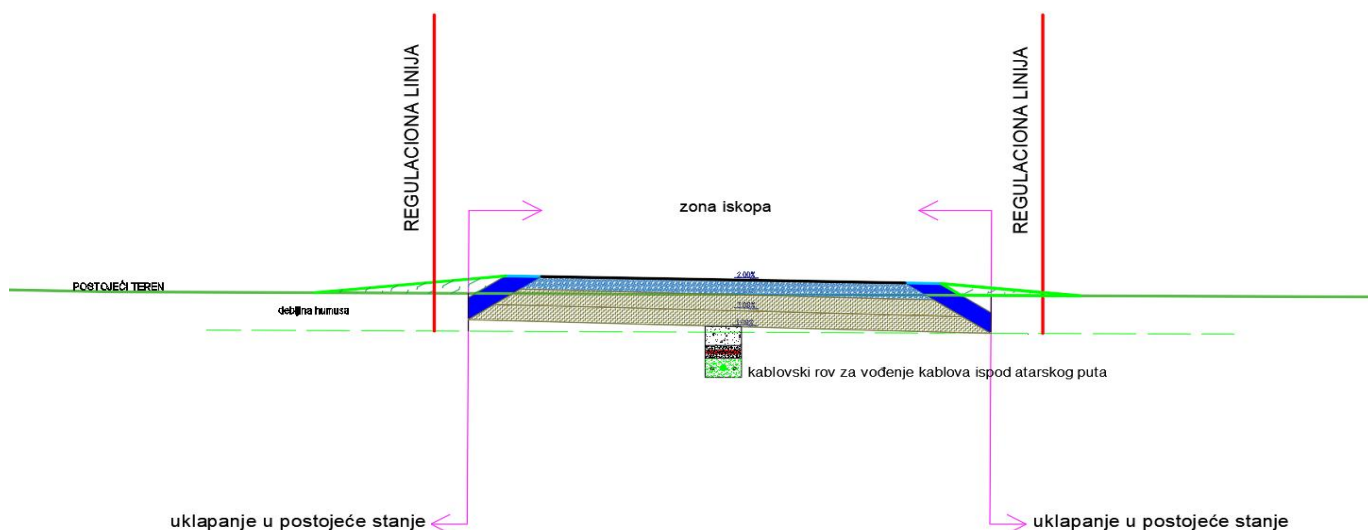 REGULACIONA LINIJA
REGULACIONA LINIJA
zona iskopa
2.00%
POSTOJEĆI TEREN
debljina humusa
kablovski rov za vođenje kablova ispod atarskog puta
uklapanje u postojeće stanje
uklapanje u postojeće stanje